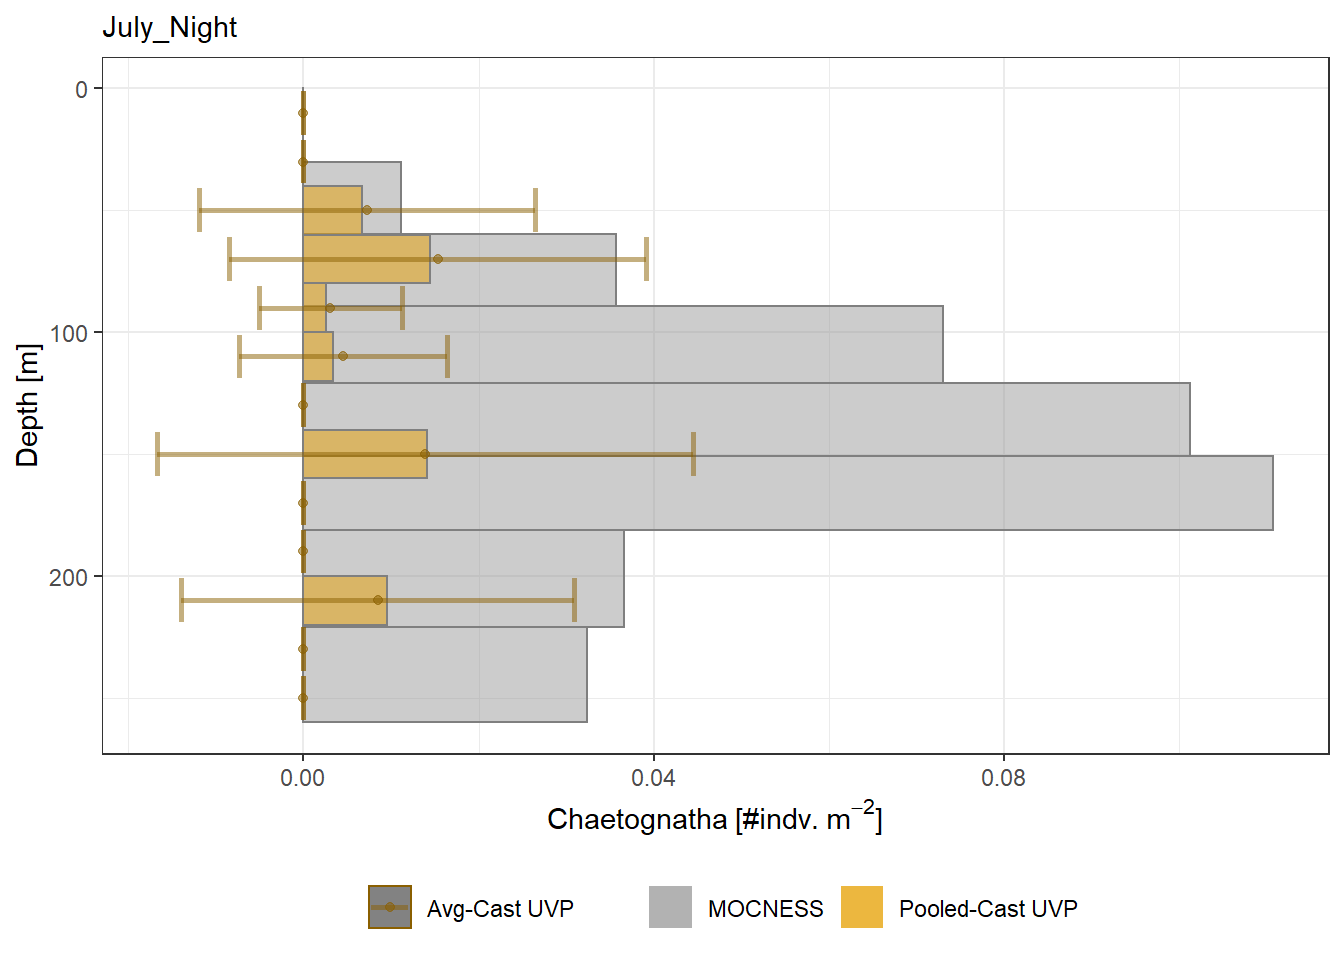 July_Night
0
100
200
Depth [m]
0.00 0.04 0.08
Chaetognatha [#indv. m⁻²]
Avg-Cast UVP MOCNESS Pooled-Cast UVP